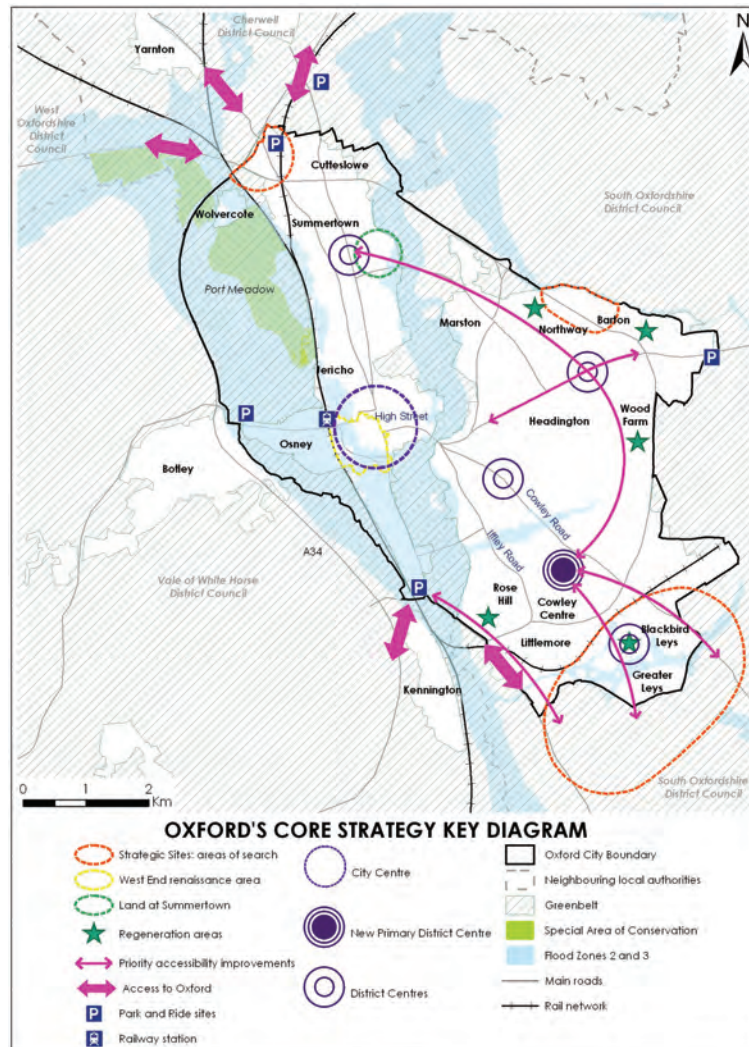 Cherwell
District Council
N
Yarnton
P
West
Oxfordshire
District
Council
P
Cutteslowe
South Oxfordshire
District Council
Wolvercote
Summertown
Port Meadow
Marston
Northway
Barton
P
Jericho
High Street
Headington
Wood
Farm
P
Osney
Botley
Cowley Road
Iffley Road
A34
Vale of White Horse
District Council
P
Rose
Hill
Cowley
Centre
Blackbird
Leys
Littlemore
Greater
Leys
Kennington
South Oxfordshire
District Council
0 1 2
Km
OXFORD'S CORE STRATEGY KEY DIAGRAM
Strategic Sites: areas of search
West End renaissance area
Land at Summertown
Regeneration areas
Priority accessibility improvements
Access to Oxford
P Park and Ride sites
Railway station
City Centre
New Primary District Centre
District Centres
Oxford City Boundary
Neighbouring local authorities
Greenbelt
Special Area of Conservation
Flood Zones 2 and 3
Main roads
Rail network